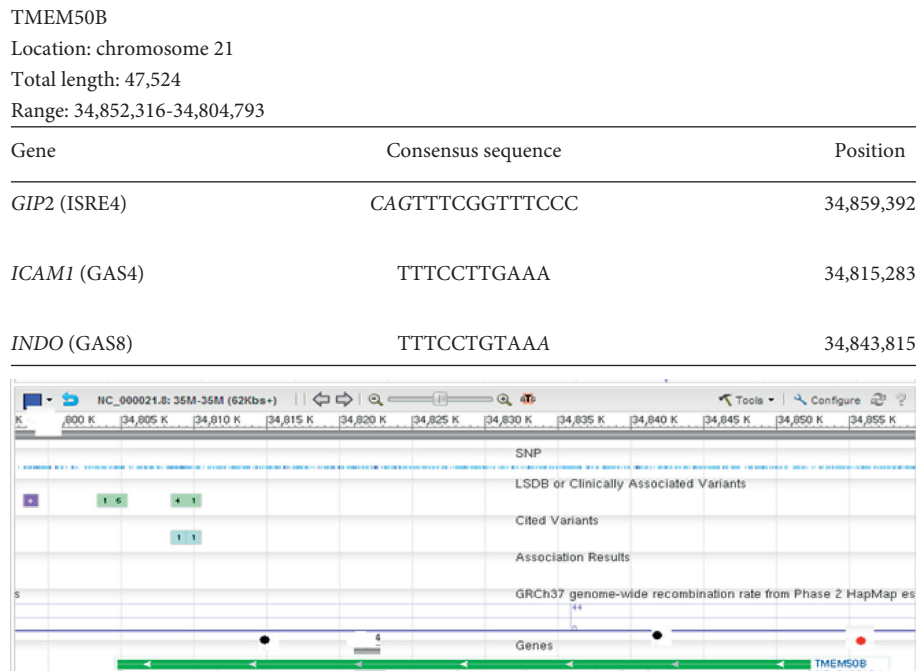 TMEM50B
Location: chromosome 21
Total length: 47,524
Range: 34,852,316-34,804,793
Gene Consensus sequence Position
GIP2 (ISRE4) CAGTTTCGGTTTCCC 34,859,392
ICAM1 (GAS4) TTTCCTTGAAA 34,815,283
INDO (GAS8) TTTCCTGTAAA 34,843,815
NC_000021.8: 35M-35M (62Kbs+) Tools Configure ?
K ,800 K 34,805 K 34,810 K 34,815 K 34,820 K 34,825 K 34,830 K 34,835 K 34,840 K 34,845 K 34,850 K 34,855 K
SNP
LSDB or Clinically Associated Variants
1 6 4 1
Cited Variants
1 1
Association Results
s GRCh37 genome-wide recombination rate from Phase 2 HapMap es
44
0
4
Genes
TMEM50B